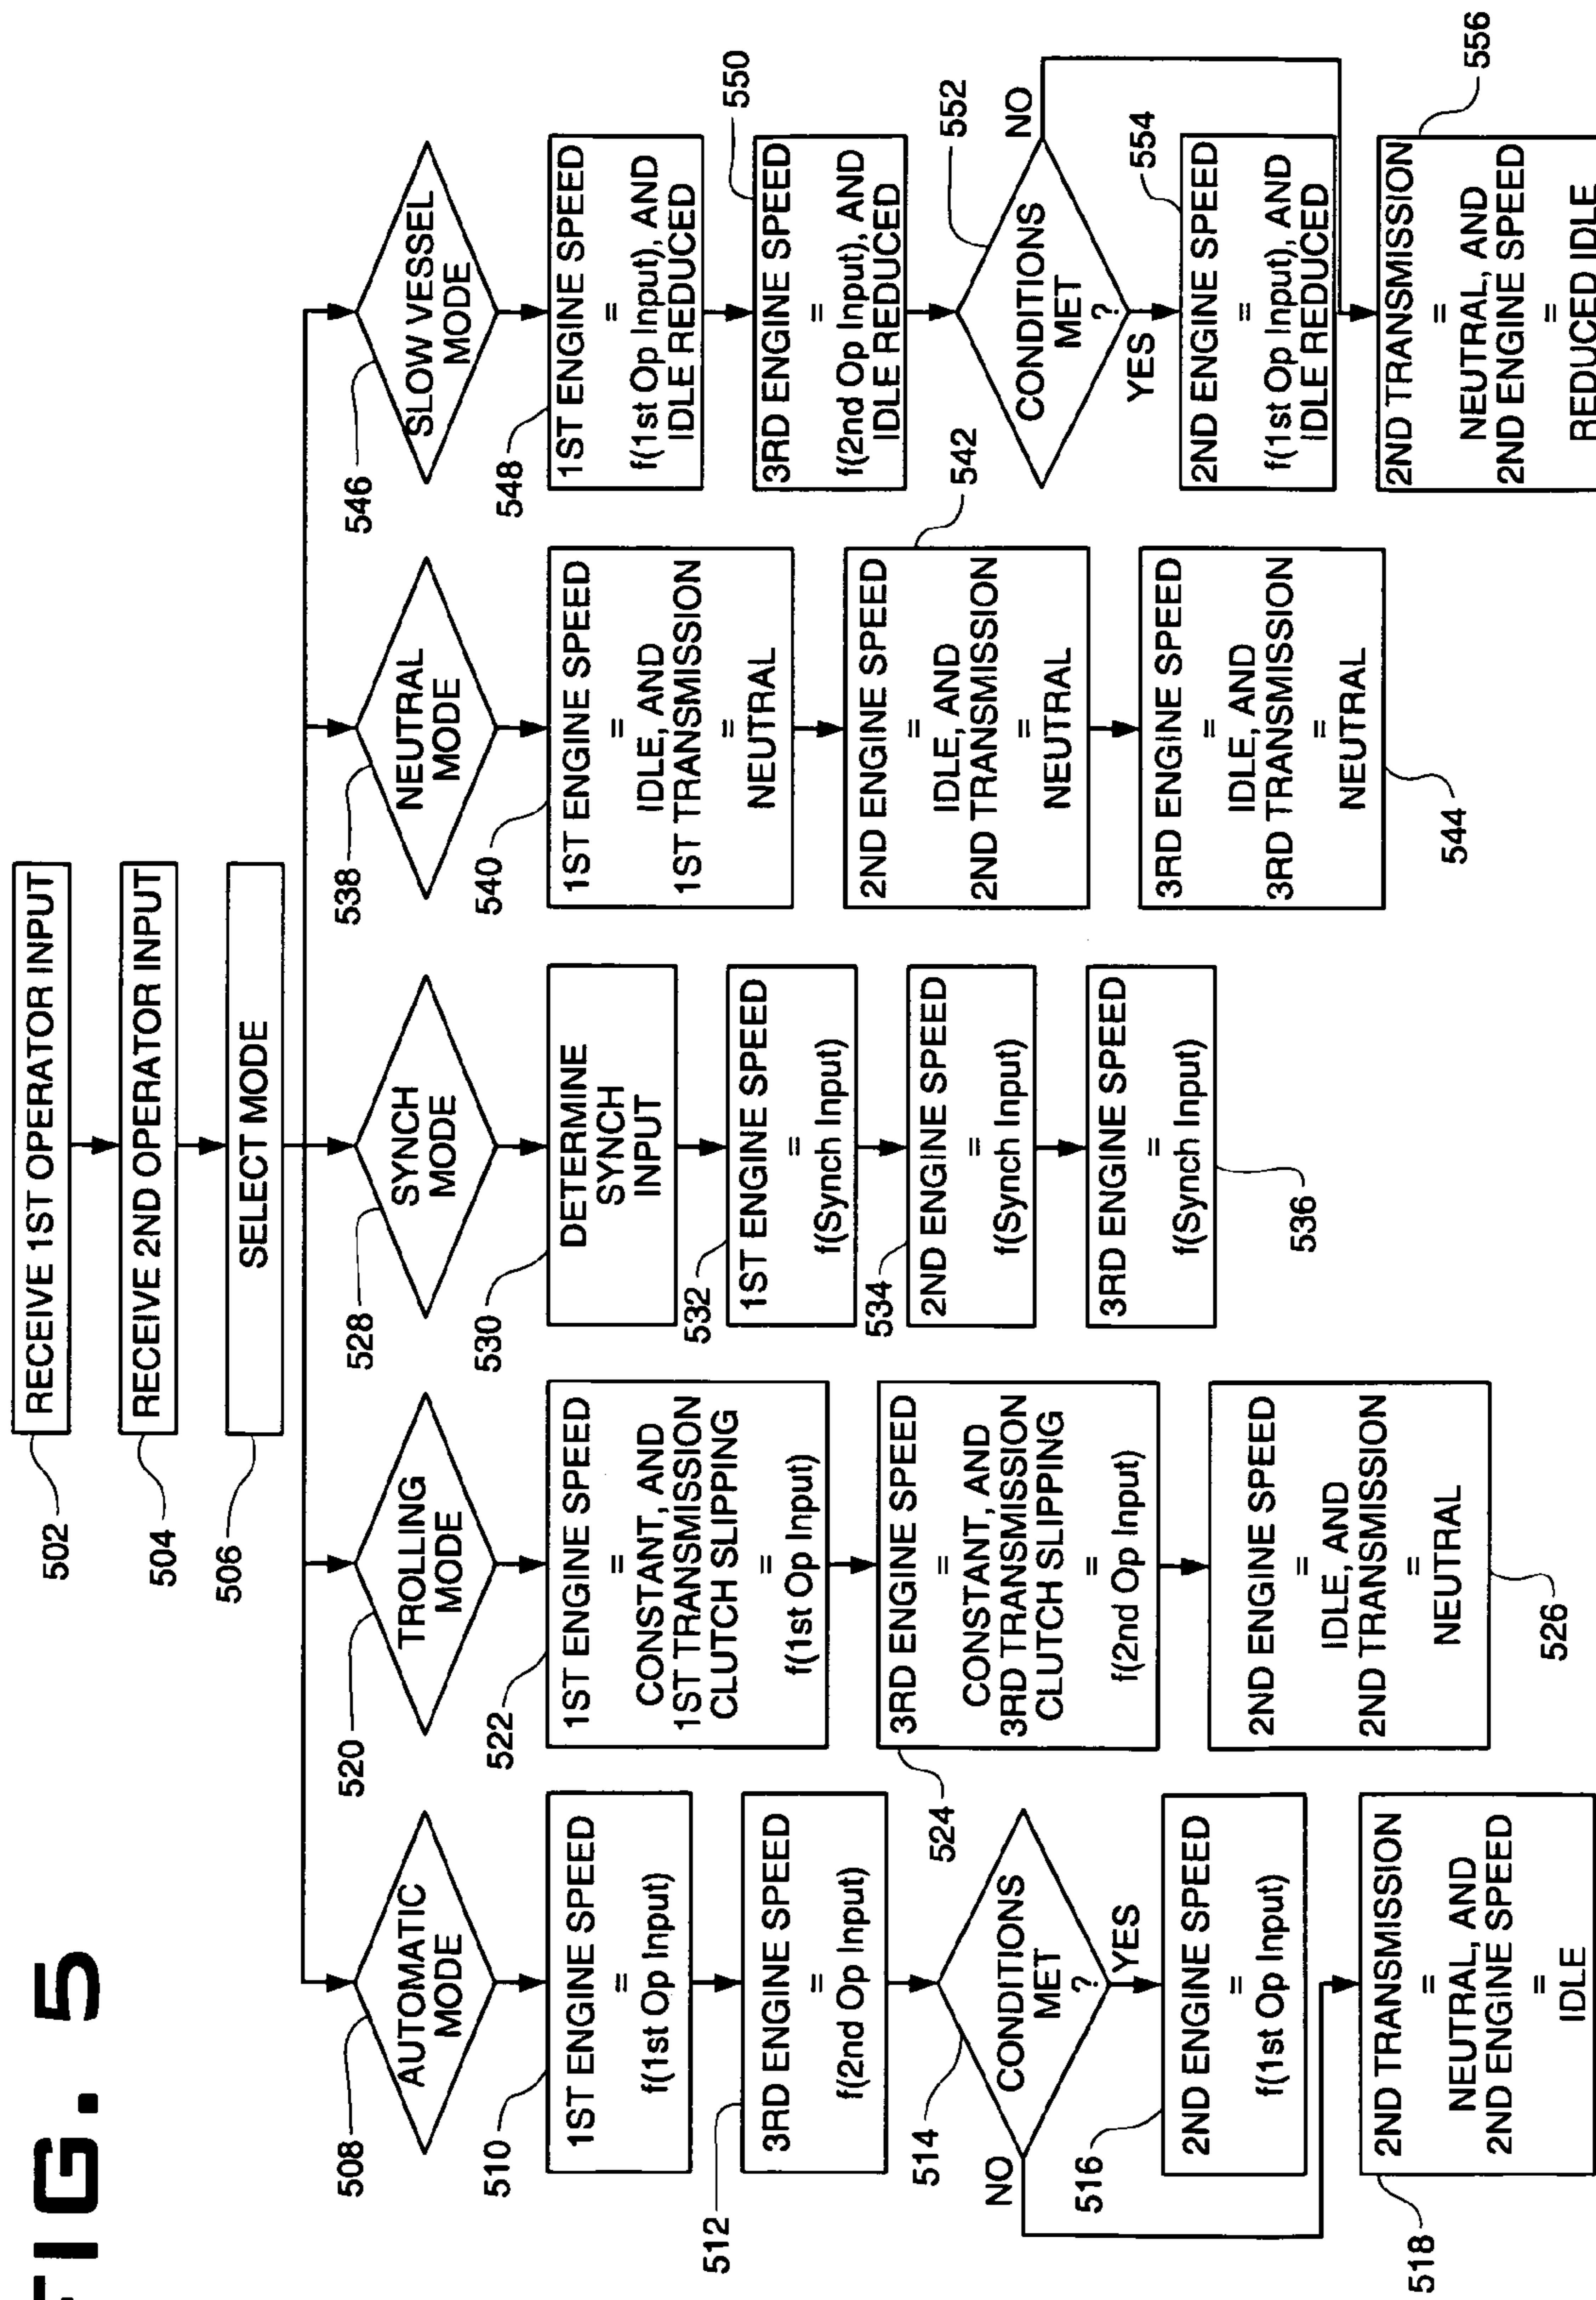 FIG. 5
RECEIVE 1ST OPERATOR INPUT
502
RECEIVE 2ND OPERATOR INPUT
504
SELECT MODE
506
AUTOMATIC
MODE
508
1ST ENGINE SPEED
=
f(1st Op Input)
510
3RD ENGINE SPEED
=
f(2nd Op Input)
512
CONDITIONS
MET
?
514
NO
YES
2ND ENGINE SPEED
=
f(1st Op Input)
516
2ND TRANSMISSION
=
NEUTRAL, AND
2ND ENGINE SPEED
=
IDLE
518
TROLLING
MODE
520
1ST ENGINE SPEED
=
CONSTANT, AND
1ST TRANSMISSION
CLUTCH SLIPPING
=
f(1st Op Input)
522
3RD ENGINE SPEED
=
CONSTANT, AND
3RD TRANSMISSION
CLUTCH SLIPPING
=
f(2nd Op Input)
524
2ND ENGINE SPEED
=
IDLE, AND
2ND TRANSMISSION
=
NEUTRAL
526
SYNCH
MODE
528
DETERMINE
SYNCH
INPUT
530
1ST ENGINE SPEED
=
f(Synch Input)
532
2ND ENGINE SPEED
=
f(Synch Input)
534
3RD ENGINE SPEED
=
f(Synch Input)
536
NEUTRAL
MODE
538
1ST ENGINE SPEED
=
IDLE, AND
1ST TRANSMISSION
=
NEUTRAL
540
2ND ENGINE SPEED
=
IDLE, AND
2ND TRANSMISSION
=
NEUTRAL
542
3RD ENGINE SPEED
=
IDLE, AND
3RD TRANSMISSION
=
NEUTRAL
544
SLOW VESSEL
MODE
546
1ST ENGINE SPEED
=
f(1st Op Input), AND
IDLE REDUCED
548
3RD ENGINE SPEED
=
f(2nd Op Input), AND
IDLE REDUCED
550
CONDITIONS
MET
?
552
NO
YES
2ND ENGINE SPEED
=
f(1st Op Input), AND
IDLE REDUCED
554
2ND TRANSMISSION
=
NEUTRAL, AND
2ND ENGINE SPEED
=
REDUCED IDLE
556